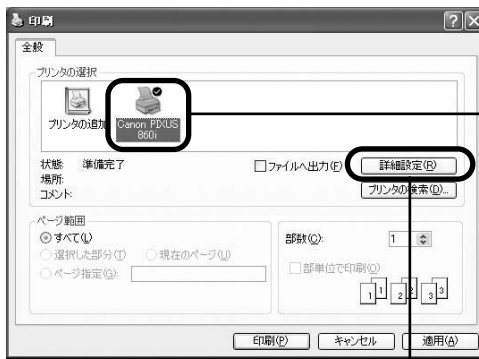 印刷
全般
プリンタの選択
プリンタの追加
Canon PIXUS
860i
状態: 準備完了
場所:
コメント:
ファイルへ出力(F)
詳細設定(R)
プリンタの検索(D)...
ページ範囲
すべて(L)
選択した部分(T) 現在のページ(U)
ページ指定(G):
部数(C): 1
部単位で印刷(O)
1 1 2 2 3 3
印刷(P) キャンセル 適用(A)